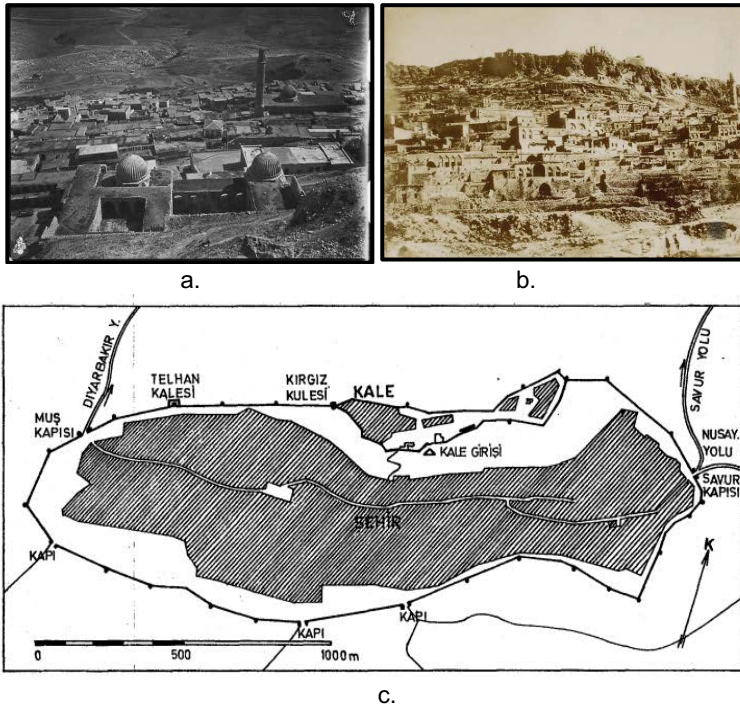 a.
b.
DİYARBAKIR Y.
TELHAN
KALESİ
KIRGIZ
KULESİ
KALE
SAVUR YOLU
MUŞ
KAPISI
KALE GİRİŞİ
NUSAY.
YOLU
SAVUR
KAPISI
ŞEHİR
K
KAPI
KAPI
KAPI
0
500
1000 m
c.